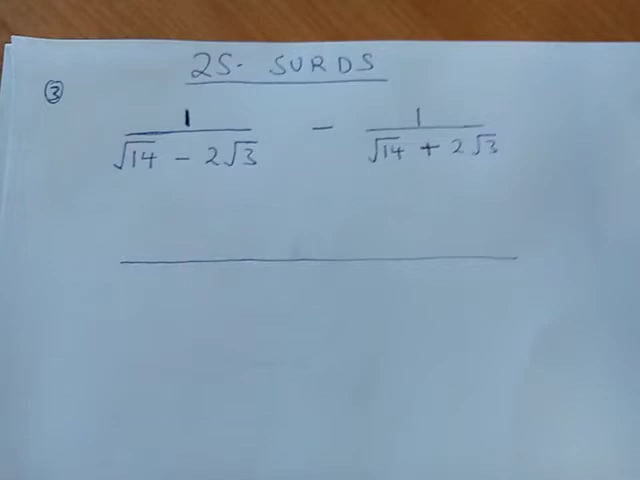 25. SURDS
③
1 / (√14 − 2√3) − 1 / (√14 + 2√3)